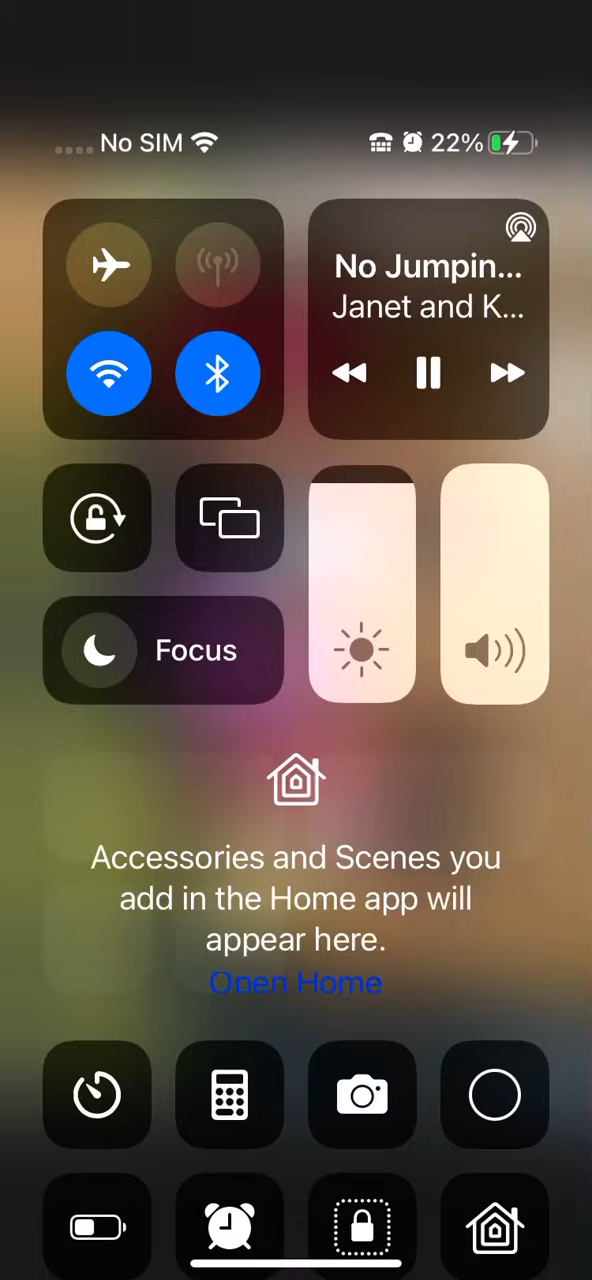 No SIM
22%
No Jumpin...
Janet and K...
Focus
Accessories and Scenes you
add in the Home app will
appear here.
Open Home